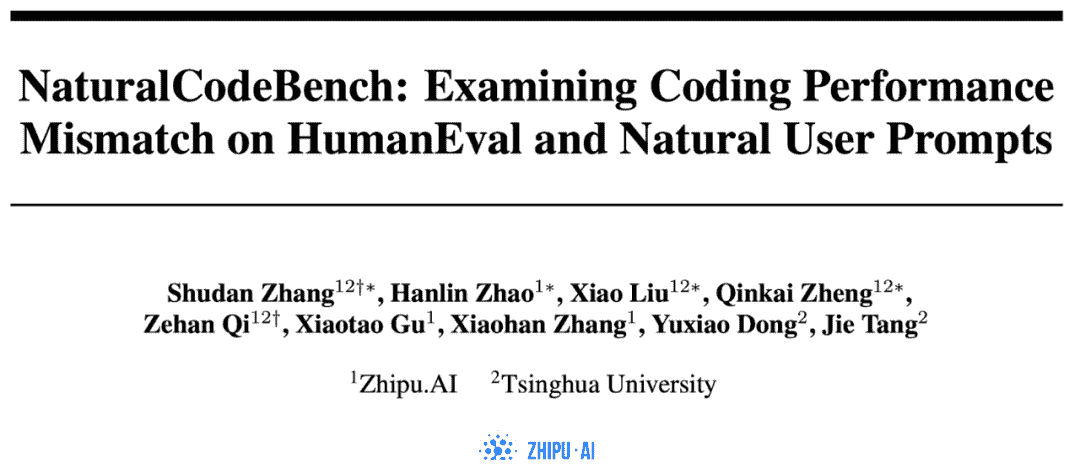 NaturalCodeBench: Examining Coding Performance
Mismatch on HumanEval and Natural User Prompts
Shudan Zhang¹²†*, Hanlin Zhao¹*, Xiao Liu¹²*, Qinkai Zheng¹²*,
Zehan Qi¹²†, Xiaotao Gu¹, Xiaohan Zhang¹, Yuxiao Dong², Jie Tang²
¹Zhipu.AI ²Tsinghua University
ZHIPU·AI